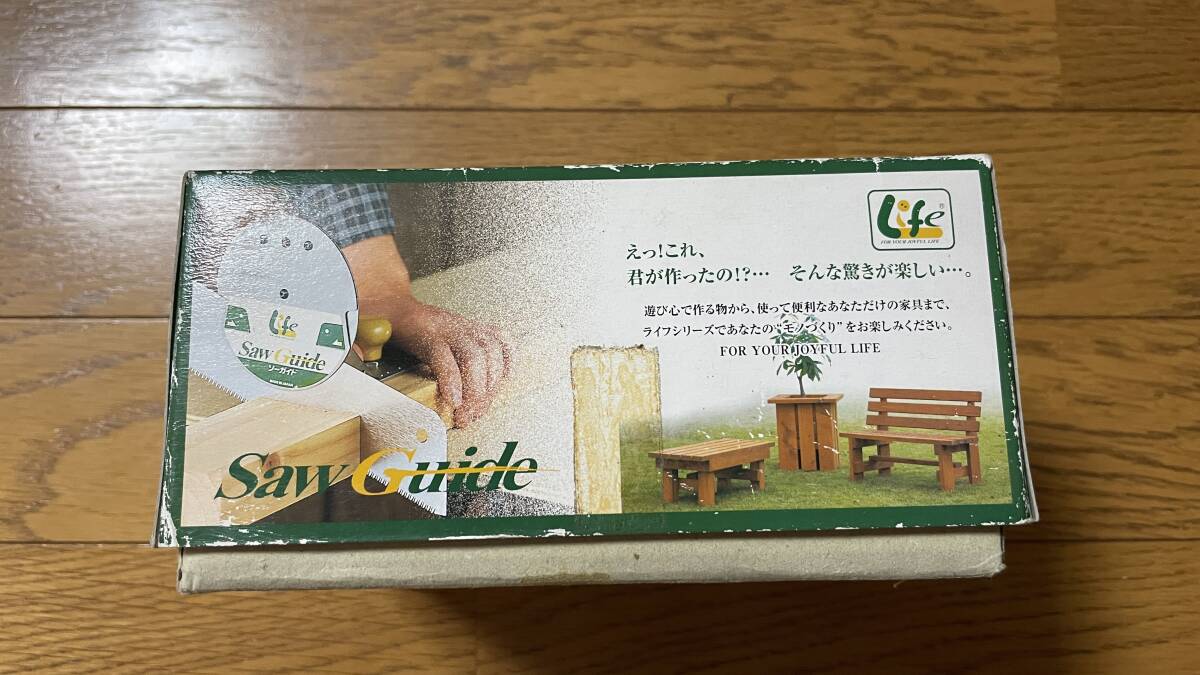 Life®
FOR YOUR JOYFUL LIFE
えっ!これ、
君が作ったの!?… そんな驚きが楽しい…。
遊び心で作る物から、使って便利なあなただけの家具まで、
ライフシリーズであなたの“モノづくり”をお楽しみください。
FOR YOUR JOYFUL LIFE
Life
Saw Guide
ソーガイド
MADE IN JAPAN
Saw Guide